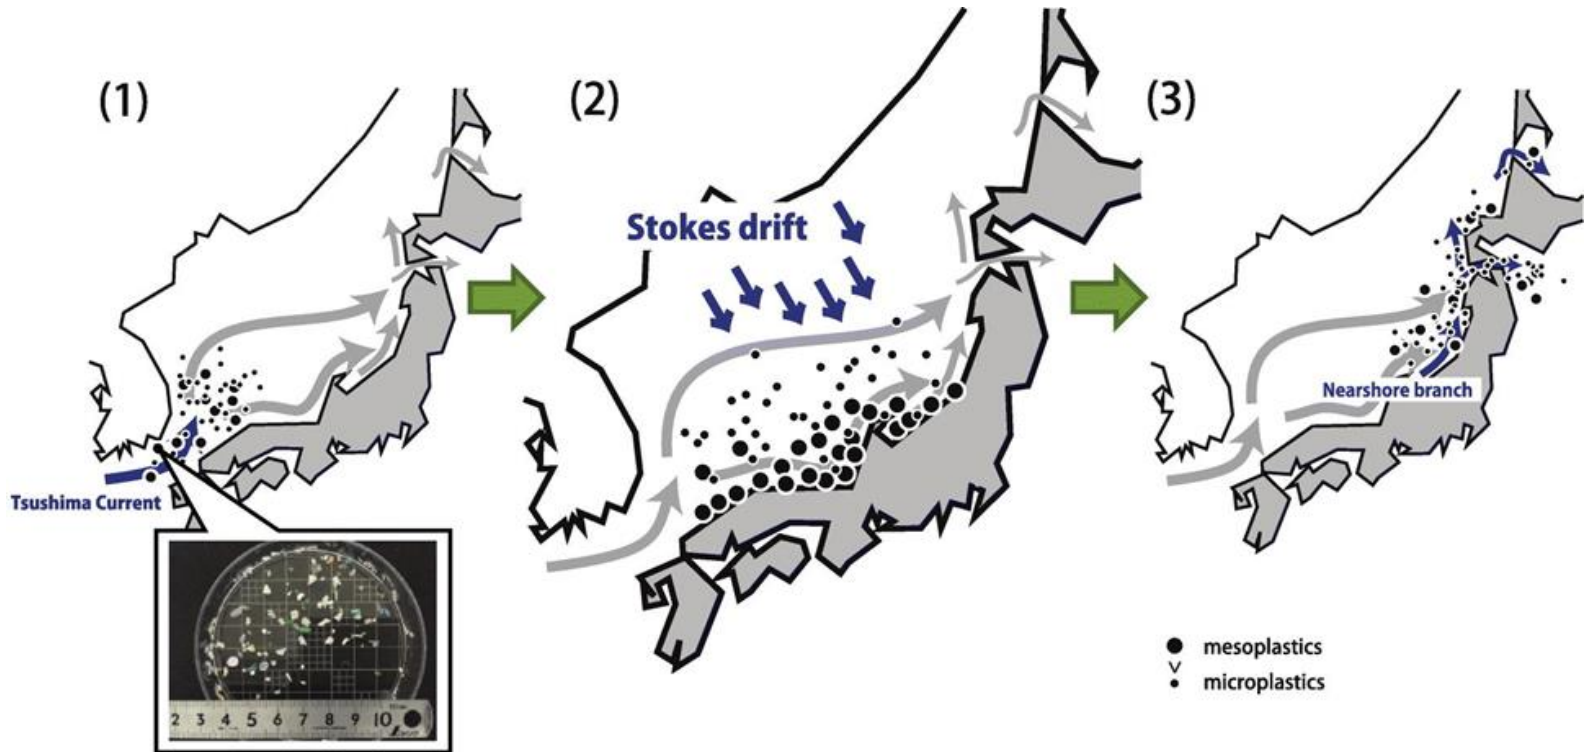 (1)
(2)
(3)
Stokes drift
Tsushima Current
Nearshore branch
2 3 4 5 6 7 8 9 10
mesoplastics
microplastics